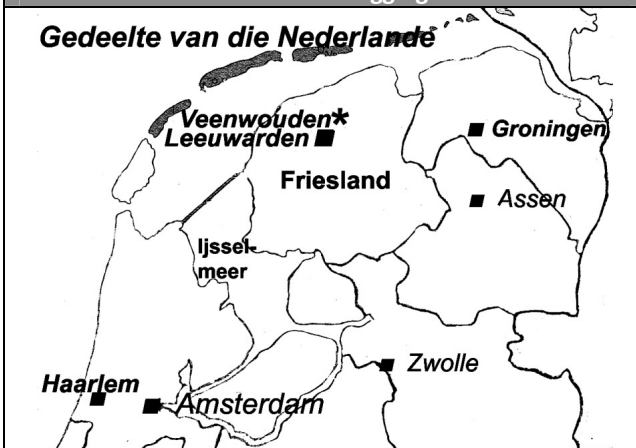 Gedeelte van die Nederlande
Veenwouden*
Leeuwarden
Groningen
Friesland
Assen
Ijssel-
meer
Zwolle
Haarlem
Amsterdam